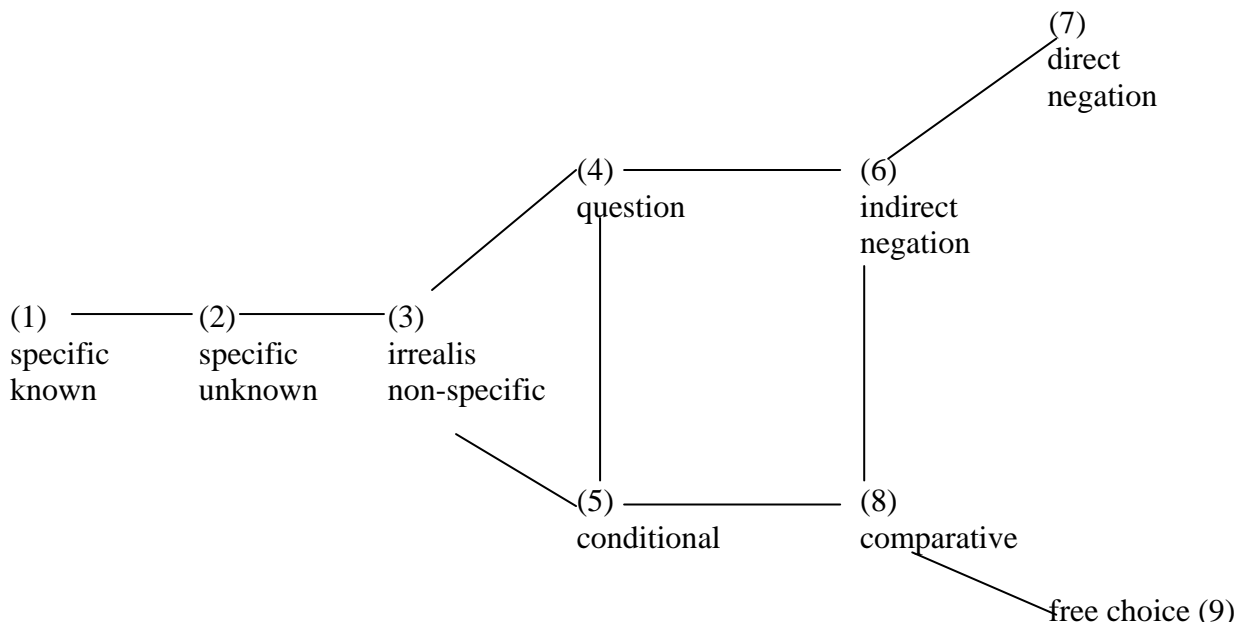 (7)
direct
negation
(4)
question
(6)
indirect
negation
(1)
specific
known
(2)
specific
unknown
(3)
irrealis
non-specific
(5)
conditional
(8)
comparative
free choice (9)